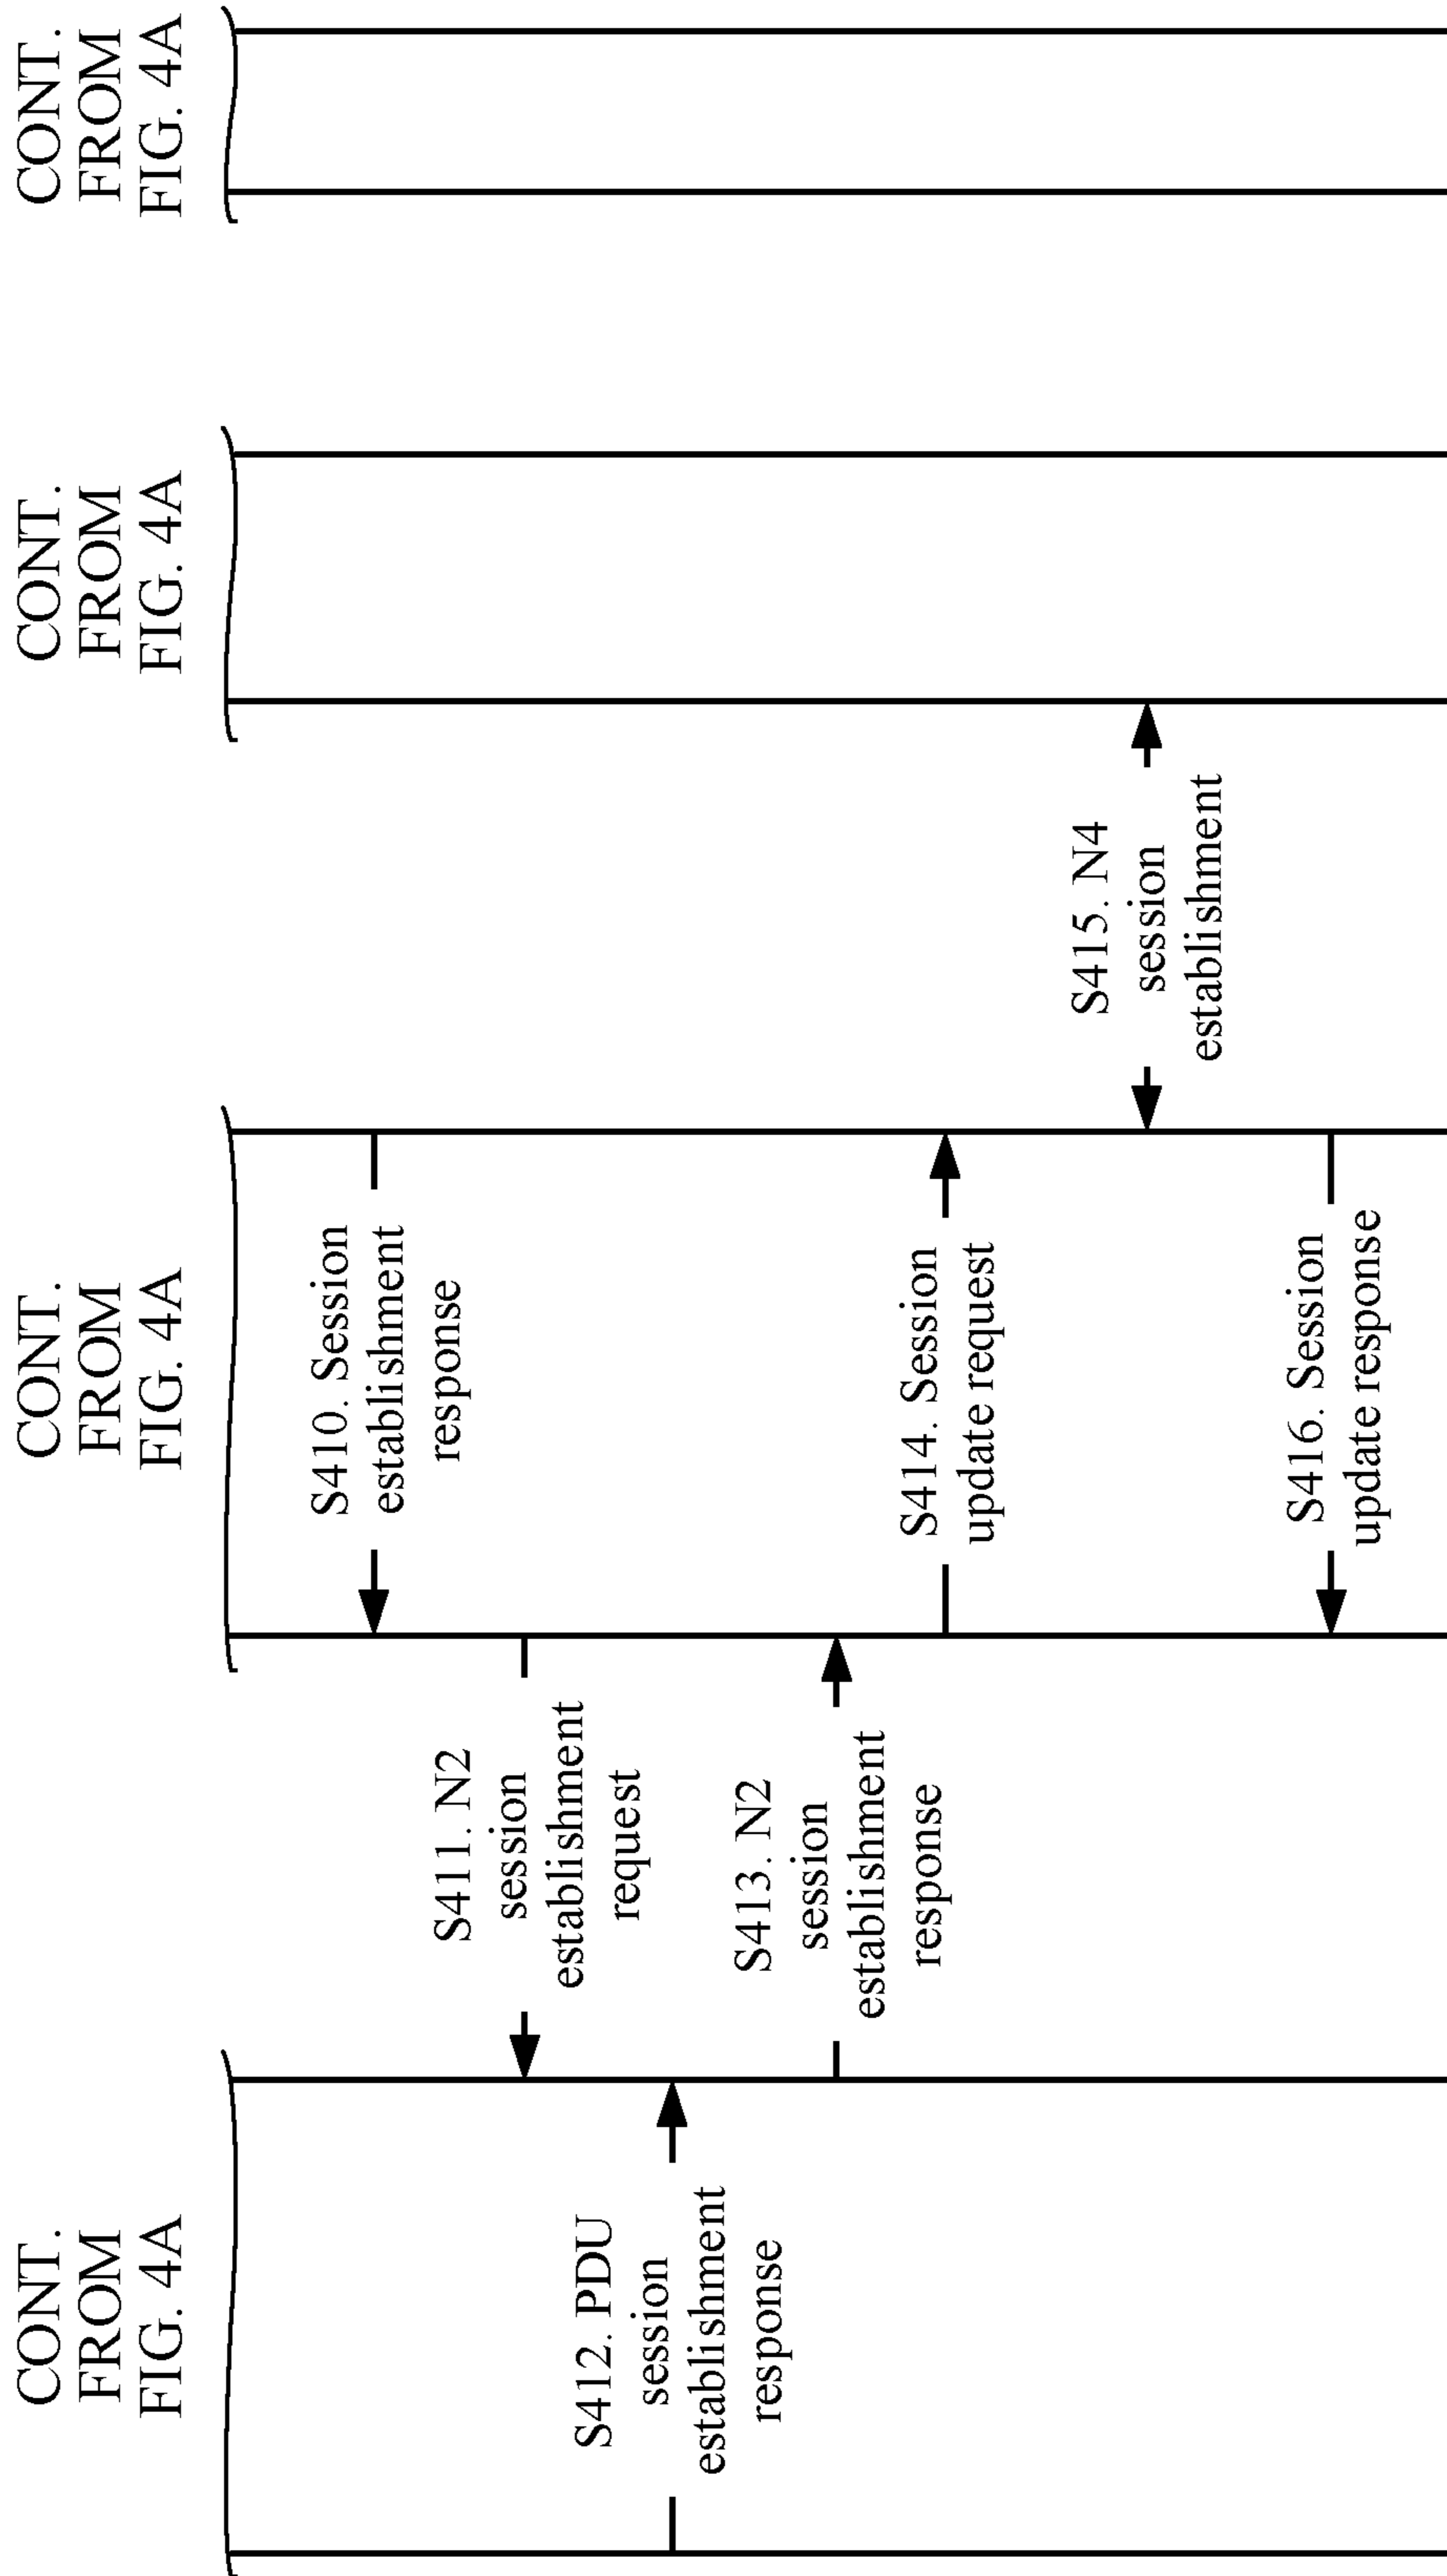 CONT.
FROM
FIG. 4A
CONT.
FROM
FIG. 4A
CONT.
FROM
FIG. 4A
CONT.
FROM
FIG. 4A
S410. Session
establishment
response
S411. N2
session
establishment
request
S412. PDU
session
establishment
response
S413. N2
session
establishment
response
S414. Session
update request
S415. N4
session
establishment
S416. Session
update response